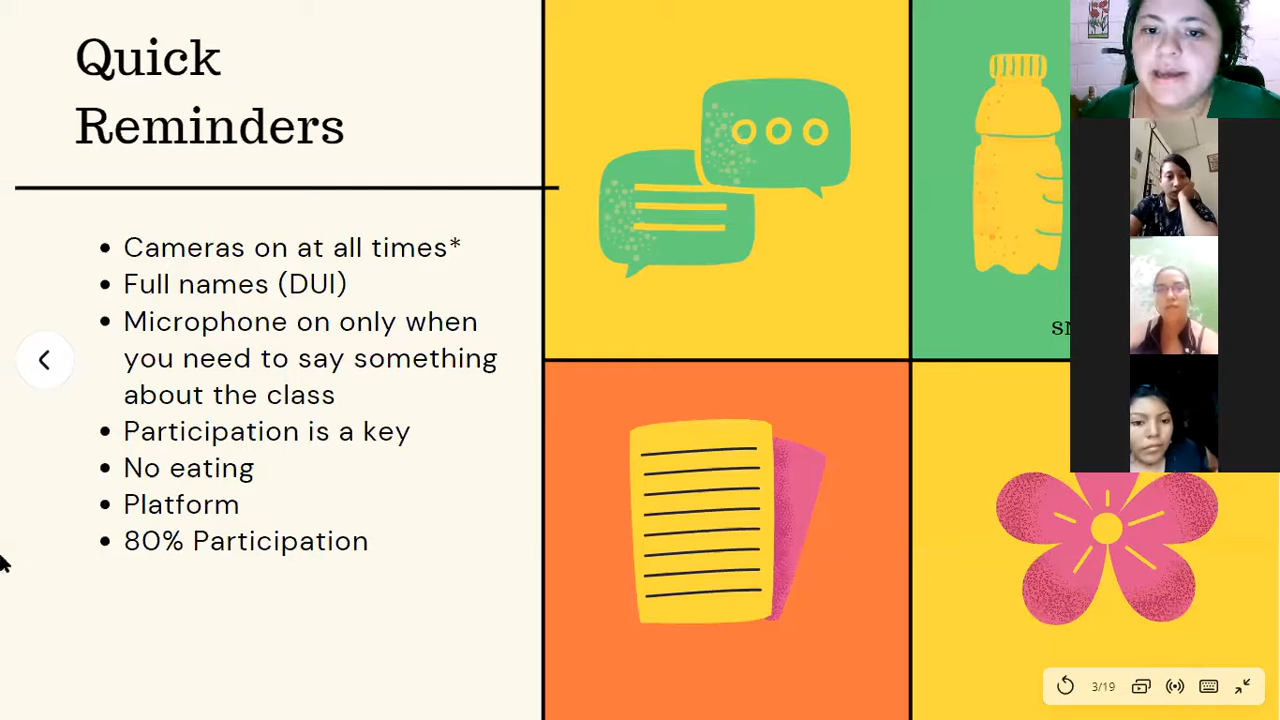 Quick
Reminders
• Cameras on at all times*
• Full names (DUI)
• Microphone on only when
you need to say something
about the class
• Participation is a key
• No eating
• Platform
• 80% Participation
3/19